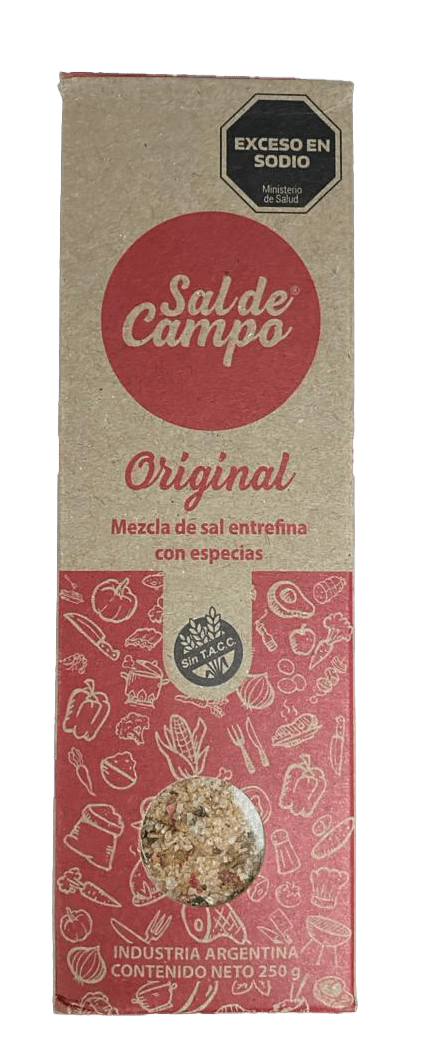 EXCESO EN
SODIO
Ministerio
de Salud
Sal de®
Campo
Original
Mezcla de sal entrefina
con especias
Sin T.A.C.C.
INDUSTRIA ARGENTINA
CONTENIDO NETO 250 g